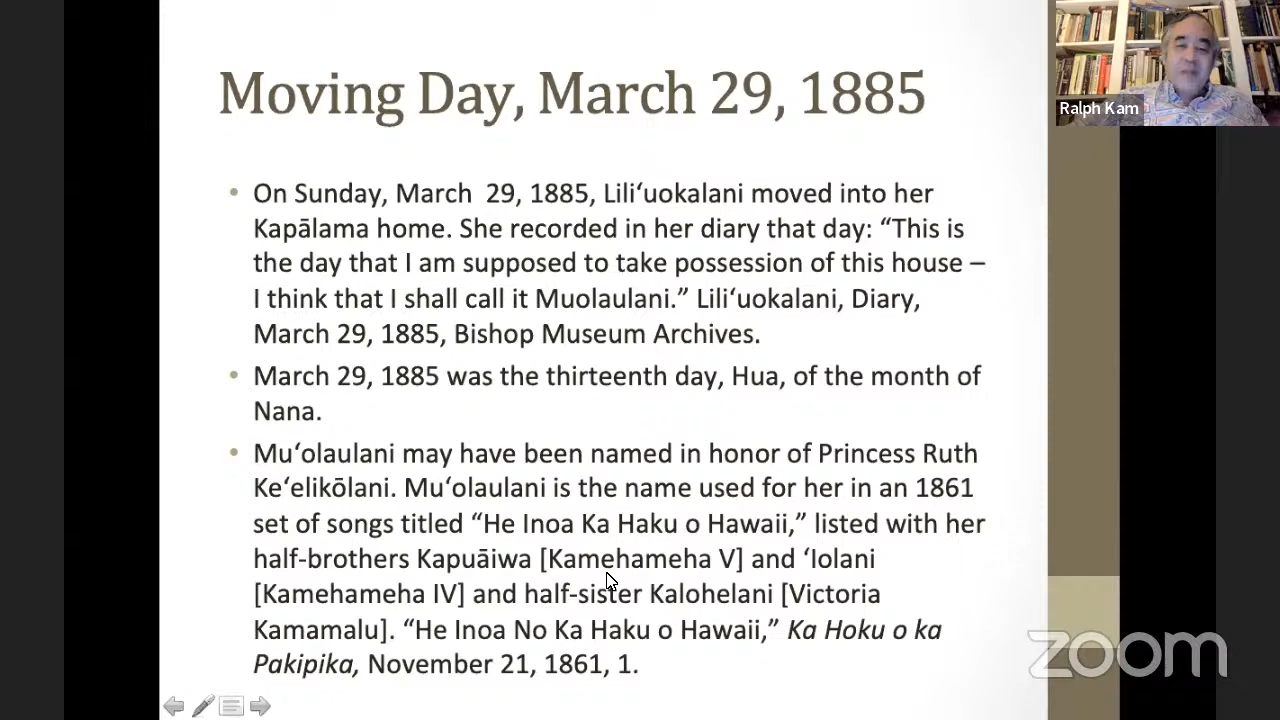 Moving Day, March 29, 1885
Ralph Kam
• On Sunday, March  29, 1885, Liliʻuokalani moved into her
Kapālama home. She recorded in her diary that day: “This is
the day that I am supposed to take possession of this house –
I think that I shall call it Muolaulani.” Liliʻuokalani, Diary,
March 29, 1885, Bishop Museum Archives.
• March 29, 1885 was the thirteenth day, Hua, of the month of
Nana.
• Muʻolaulani may have been named in honor of Princess Ruth
Keʻelikōlani. Muʻolaulani is the name used for her in an 1861
set of songs titled “He Inoa Ka Haku o Hawaii,” listed with her
half-brothers Kapuāiwa [Kamehameha V] and ʻIolani
[Kamehameha IV] and half-sister Kalohelani [Victoria
Kamamalu]. “He Inoa No Ka Haku o Hawaii,” Ka Hoku o ka
Pakipika, November 21, 1861, 1.
zoom